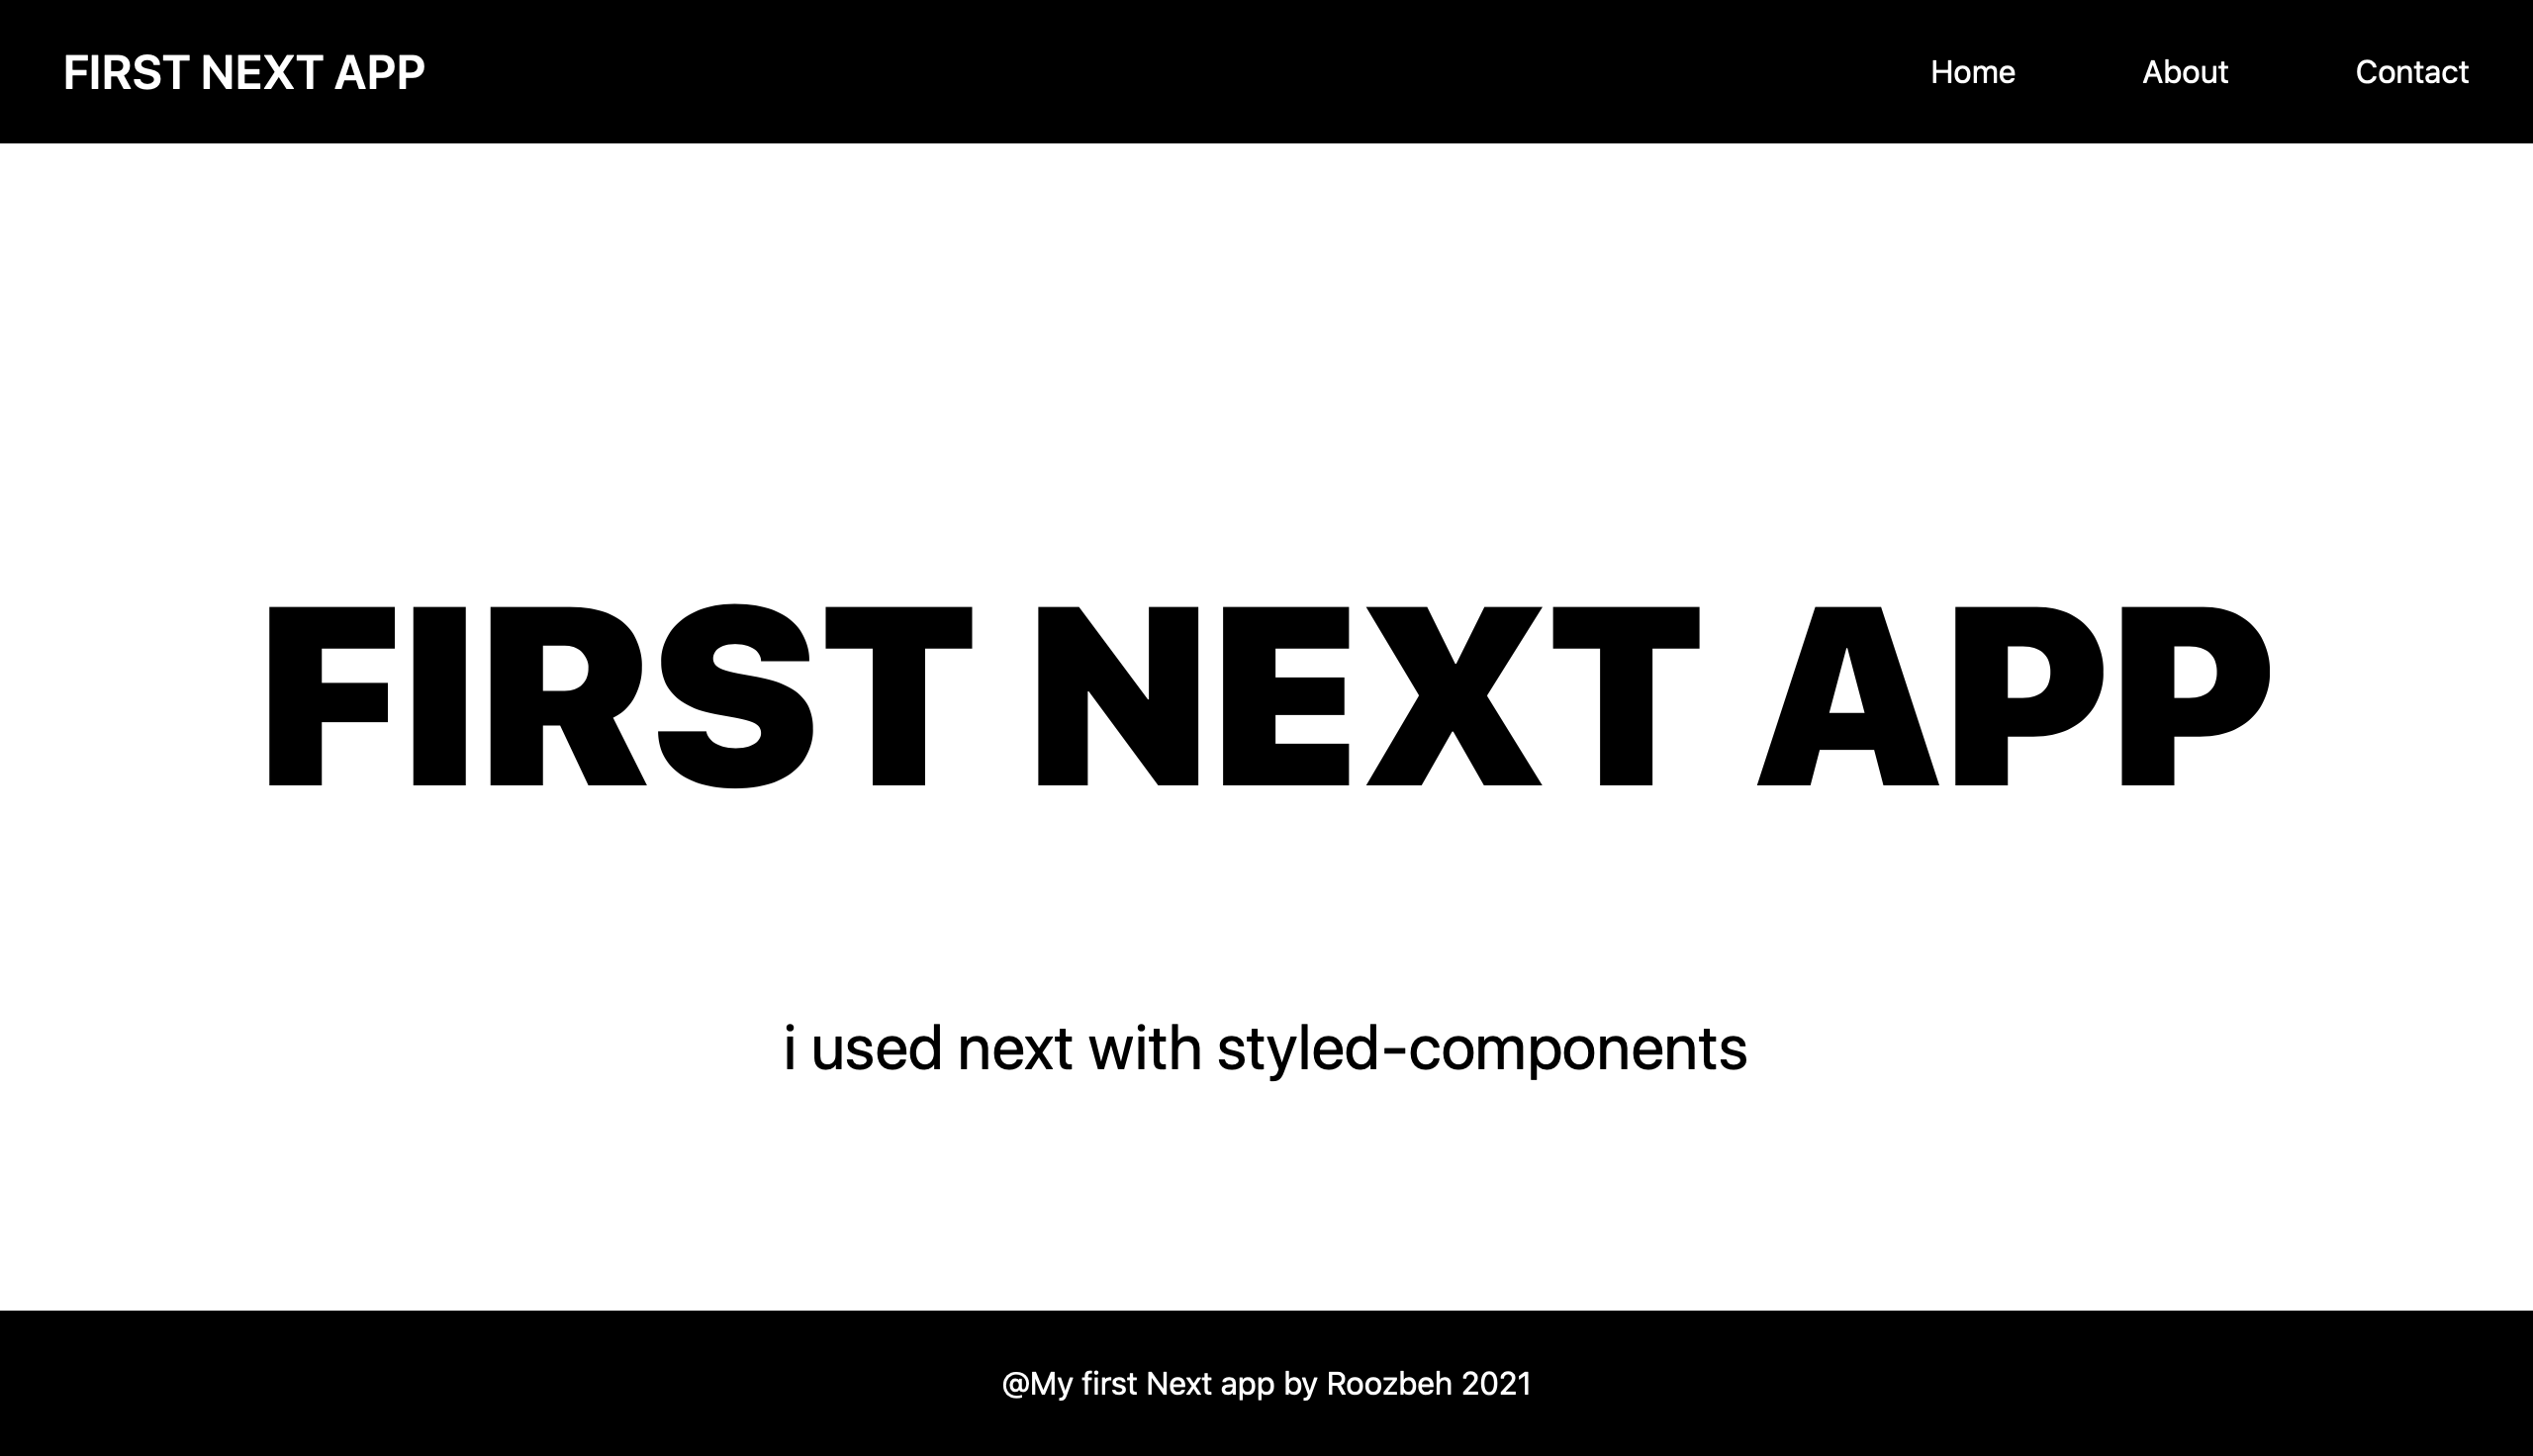 FIRST NEXT APP
Home About Contact
FIRST NEXT APP
i used next with styled-components
@My first Next app by Roozbeh 2021